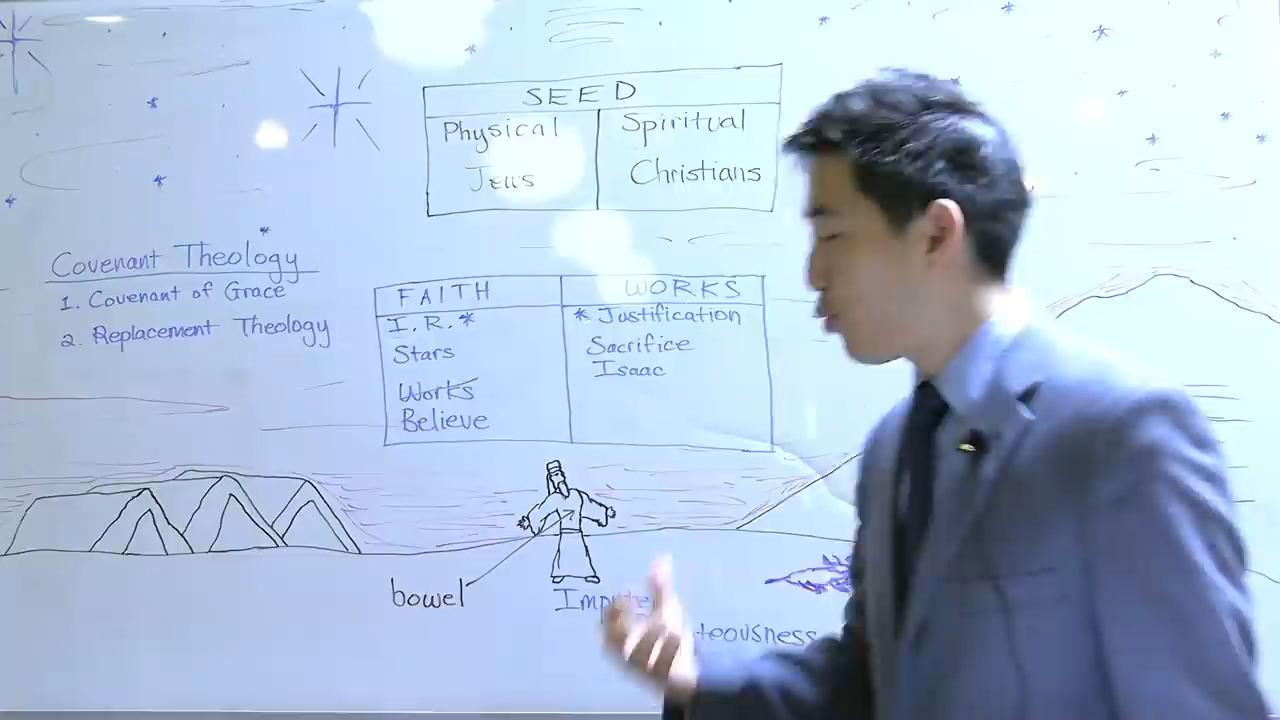 SEED
Physical
Spiritual
Jews
Christians
Covenant Theology
1. Covenant of Grace
2. Replacement Theology
FAITH
WORKS
I.R.*
* Justification
Stars
Sacrifice
Works
Isaac
Believe
bowel